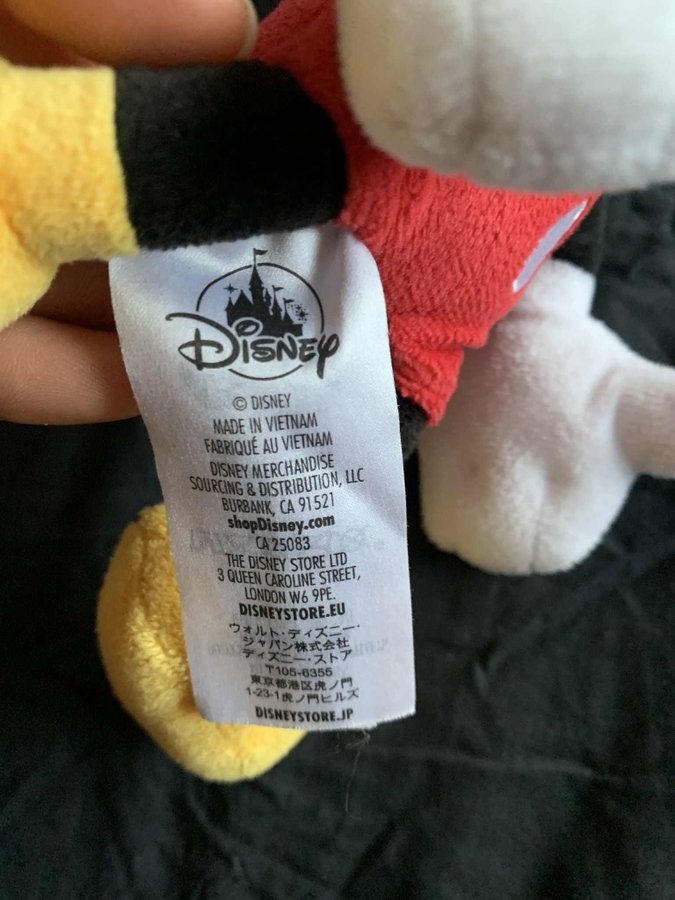 Disney
© DISNEY
MADE IN VIETNAM
FABRIQUÉ AU VIETNAM
DISNEY MERCHANDISE
SOURCING & DISTRIBUTION, LLC
BURBANK, CA 91521
shopDisney.com
CA 25083
THE DISNEY STORE LTD
3 QUEEN CAROLINE STREET,
LONDON W6 9PE.
DISNEYSTORE.EU
ウォルト・ディズニー・
ジャパン株式会社
ディズニー・ストア
〒105-6355
東京都港区虎ノ門
1-23-1虎ノ門ヒルズ
DISNEYSTORE.JP